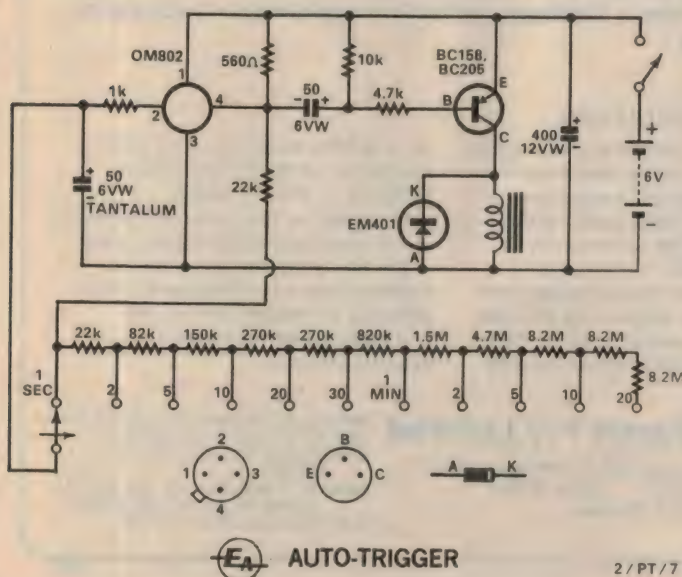 OM802
1
2
3
4
560Ω
10k
BC158,
BC205
1k
50
6VW
- +
4.7k
B
E
C
+
50
6VW
-
TANTALUM
22k
K
EM401
A
400
12VW
+
-
+
6V
-
22k 82k 150k 270k 270k 820k 1.5M 4.7M 8.2M 8.2M
8.2M
1
SEC
2 5 10 20 30 1
MIN
2 5 10 20
2
1 3
4
B
E C
A K
EA AUTO-TRIGGER
2/PT/7